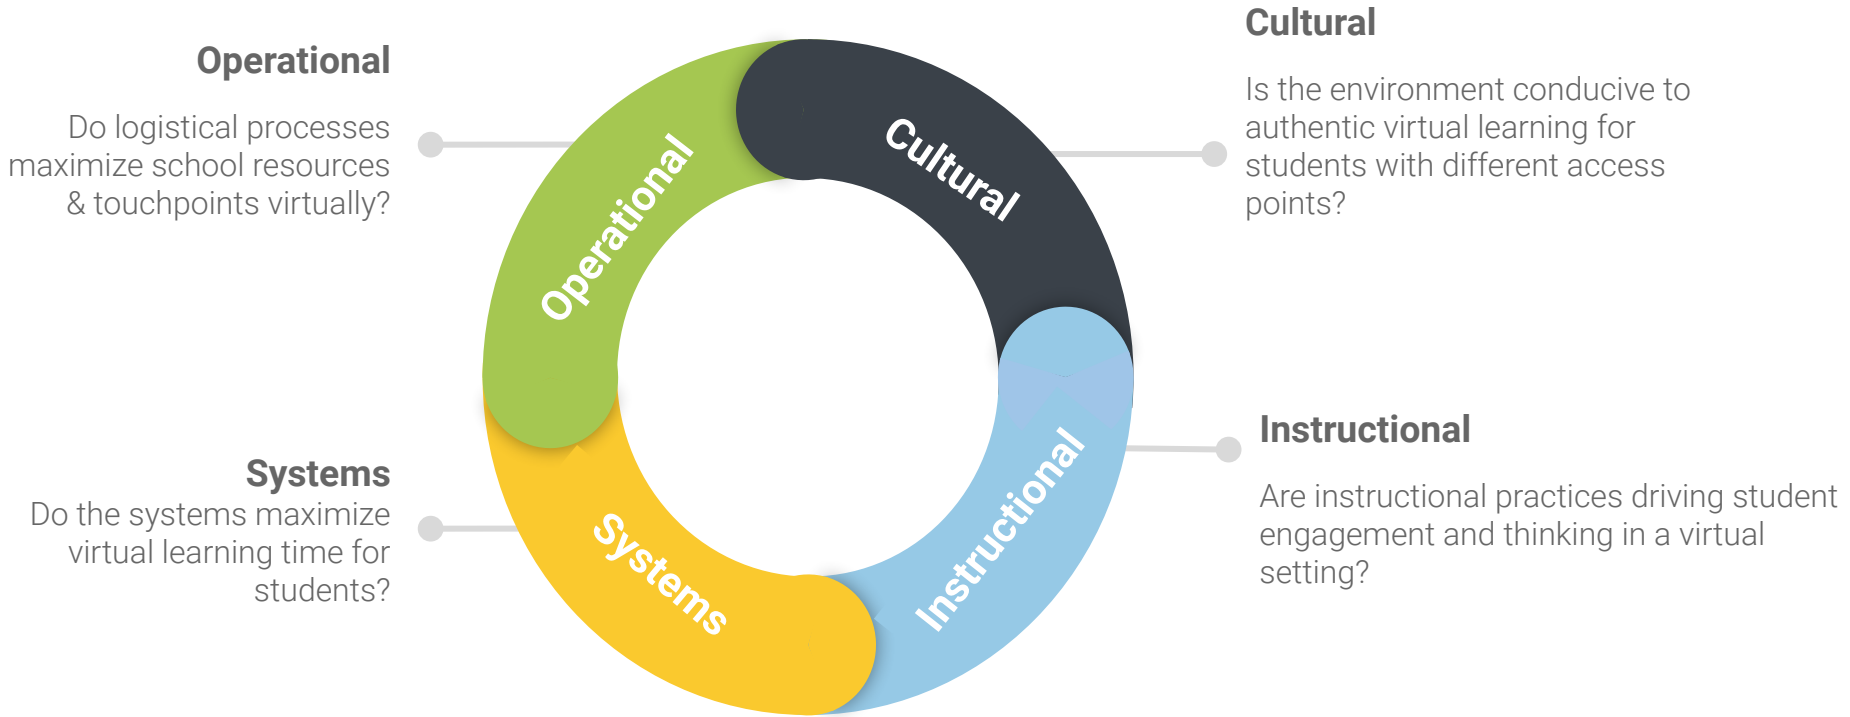 Operational
Do logistical processes
maximize school resources
& touchpoints virtually?
Cultural
Is the environment conducive to
authentic virtual learning for
students with different access
points?
Operational
Cultural
Systems
Do the systems maximize
virtual learning time for
students?
Instructional
Are instructional practices driving student
engagement and thinking in a virtual
setting?
Systems
Instructional